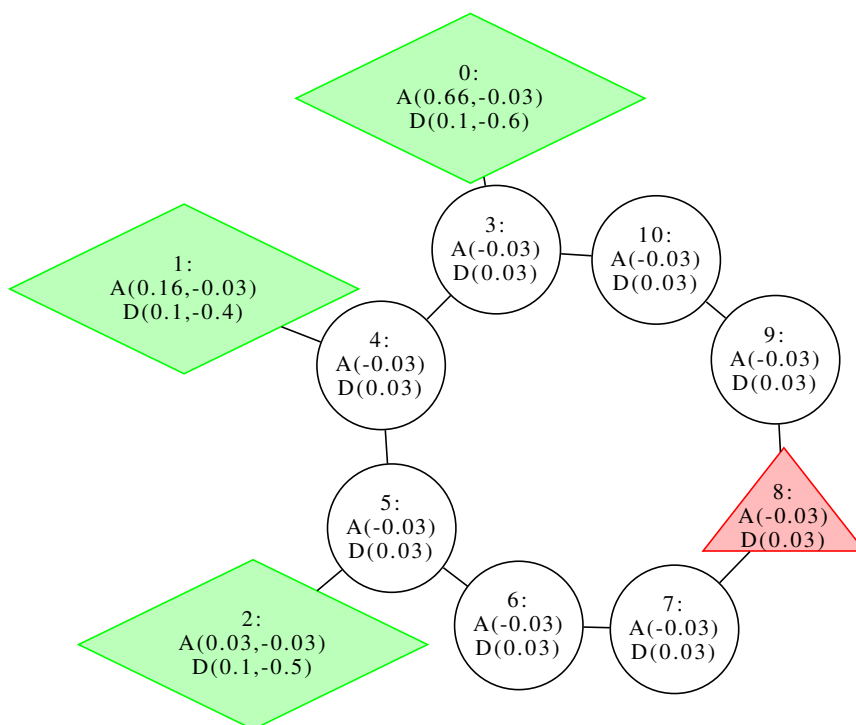 0:
A(0.66,-0.03)
D(0.1,-0.6)
3:
A(-0.03)
D(0.03)
10:
A(-0.03)
D(0.03)
1:
A(0.16,-0.03)
D(0.1,-0.4)
4:
A(-0.03)
D(0.03)
9:
A(-0.03)
D(0.03)
5:
A(-0.03)
D(0.03)
8:
A(-0.03)
D(0.03)
2:
A(0.03,-0.03)
D(0.1,-0.5)
6:
A(-0.03)
D(0.03)
7:
A(-0.03)
D(0.03)